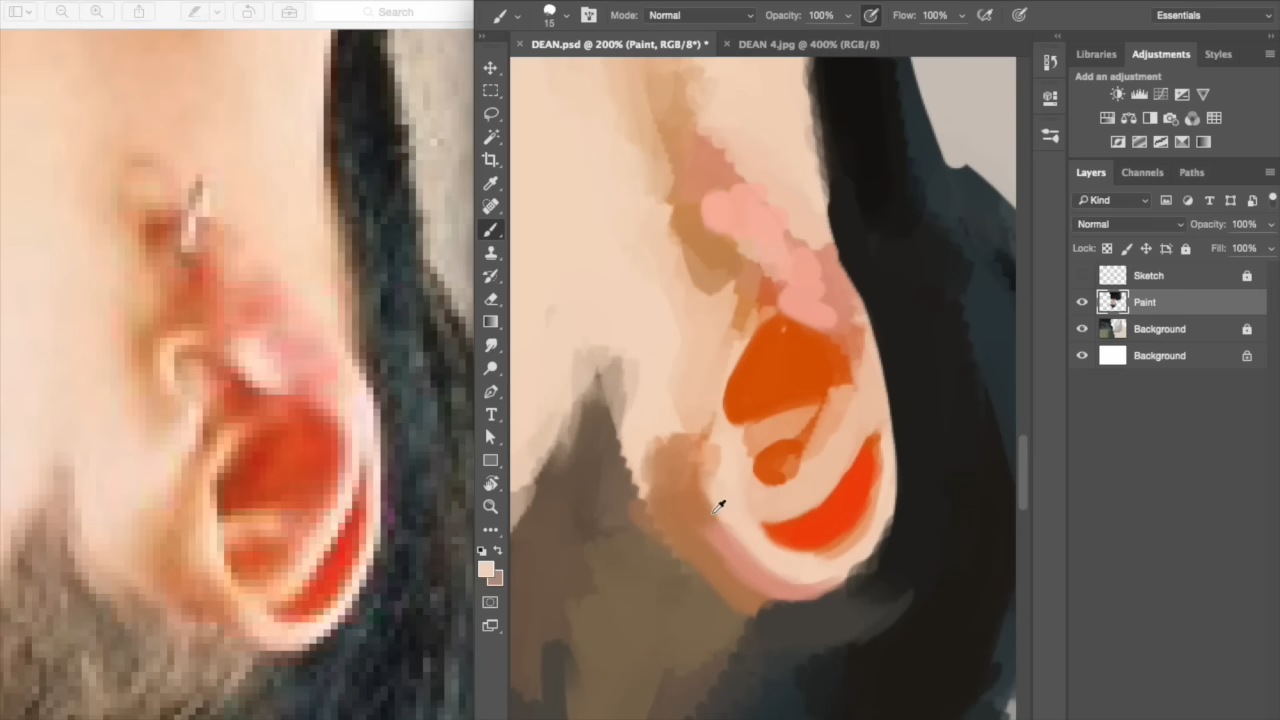 Search
15
Mode: Normal
Opacity: 100%
Flow: 100%
Essentials
DEAN.psd @ 200% (Paint, RGB/8*) *
DEAN 4.jpg @ 400% (RGB/8)
Libraries
Adjustments
Styles
Add an adjustment
Layers
Channels
Paths
Kind
Normal
Opacity: 100%
Lock:
Fill: 100%
Sketch
Paint
Background
Background